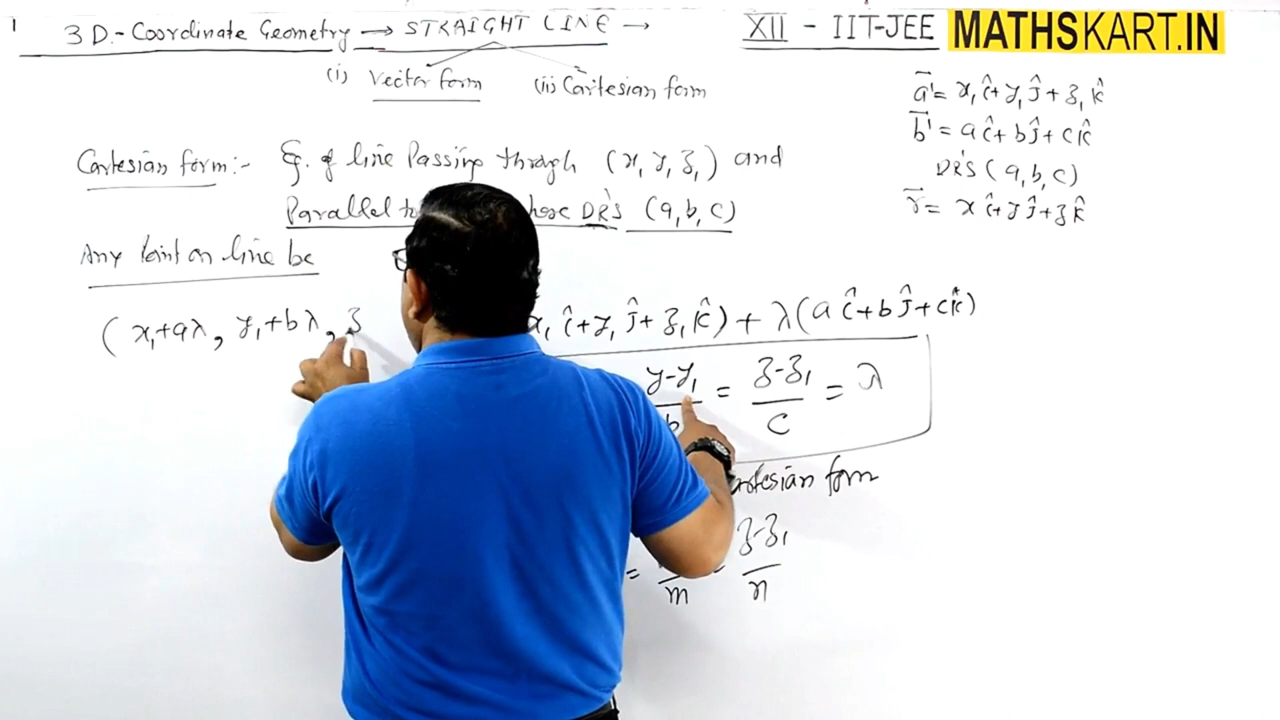 1
3D.-Coordinate Geometry → STRAIGHT LINE →
XII - IIT-JEE MATHSKART.IN
(i) Vector form (ii) Cartesian form
a⃗ = x₁î+y₁ĵ+z₁k̂
b⃗ = aî+bĵ+ck̂
DR'S (a,b,c)
r⃗ = xî+yĵ+zk̂
Cartesian form:- Eq. of line Passing through (x₁ y₁ z₁) and
Parallel to DR'S (a,b,c)
Any Point on line be
(x₁+aλ, y₁+bλ, z
î+y₁ĵ+z₁k̂) + λ(aî+bĵ+ck̂)
(y-y₁)/b = (z-z₁)/c = λ
Cartesian form
= /m = (z-z₁)/n